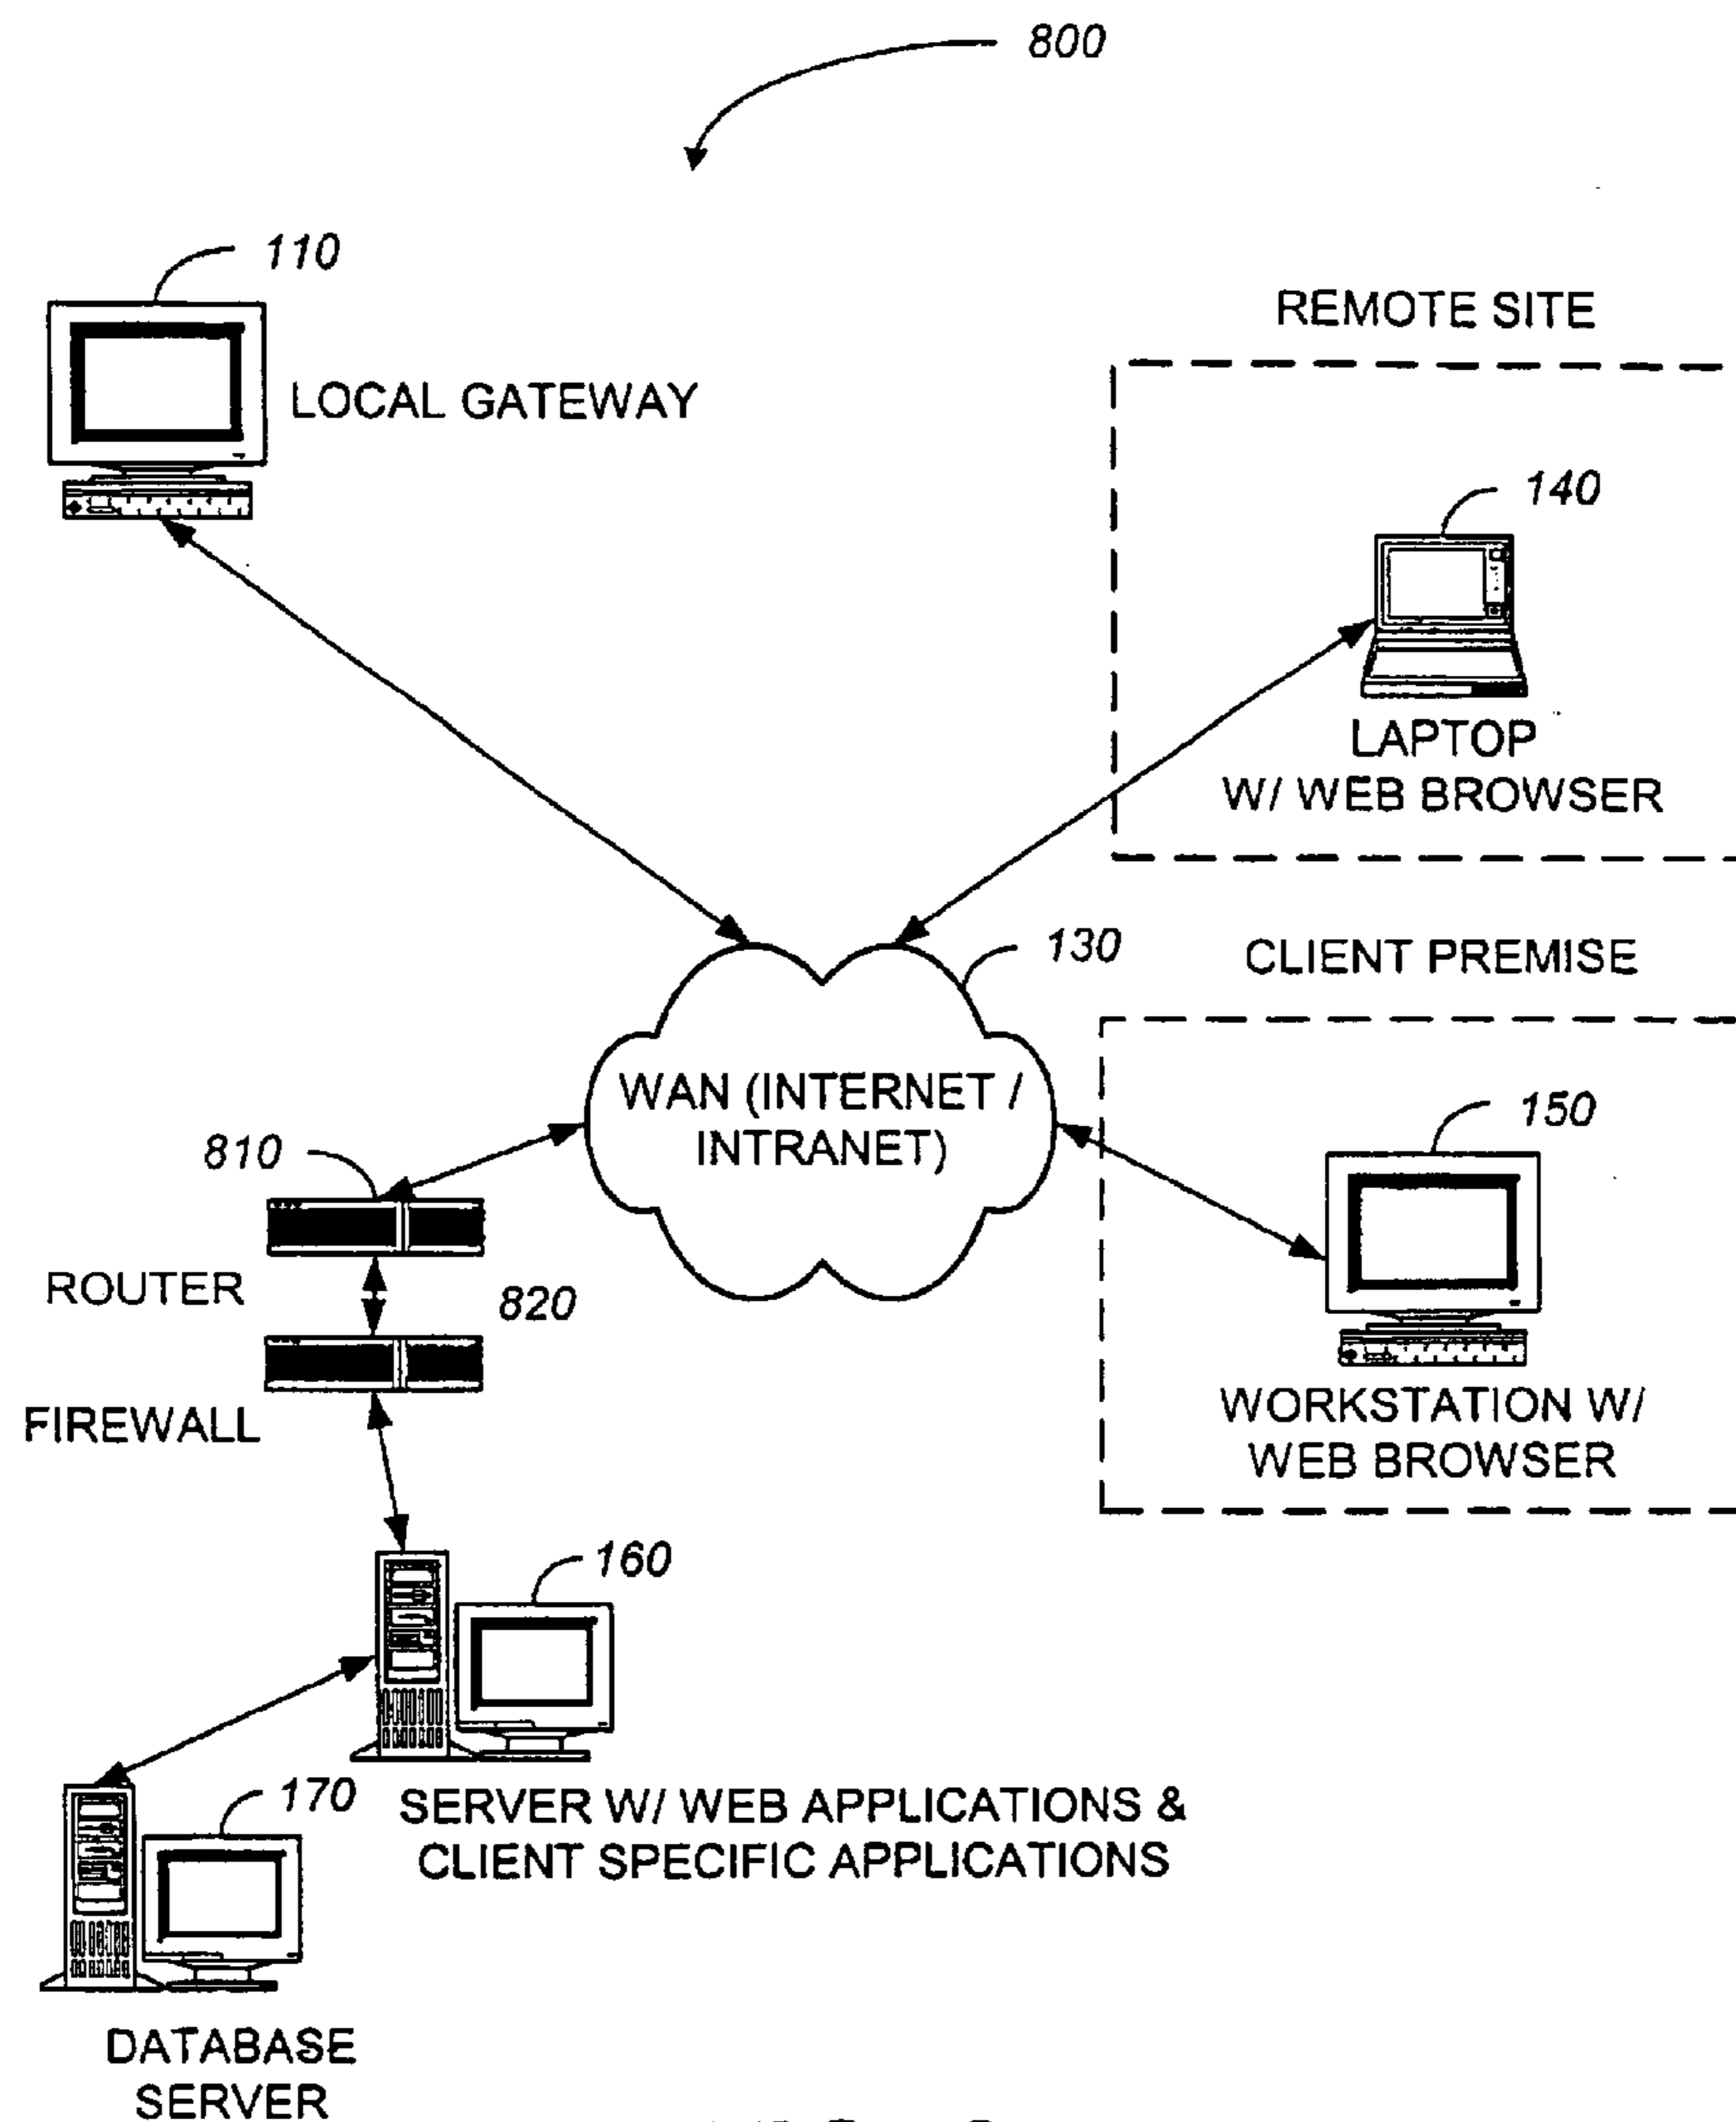 800
110
LOCAL GATEWAY
REMOTE SITE
140
LAPTOP
W/ WEB BROWSER
130
CLIENT PREMISE
WAN (INTERNET /
INTRANET)
150
810
ROUTER
820
FIREWALL
WORKSTATION W/
WEB BROWSER
160
170
SERVER W/ WEB APPLICATIONS &
CLIENT SPECIFIC APPLICATIONS
DATABASE
SERVER